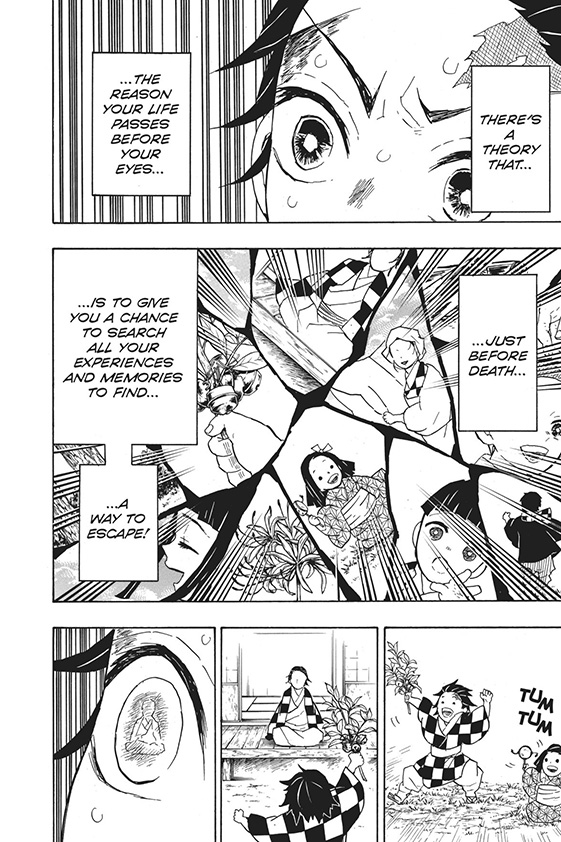 THERE'S
A
THEORY
THAT...
...THE
REASON
YOUR LIFE
PASSES
BEFORE
YOUR
EYES...
...JUST
BEFORE
DEATH...
...IS TO GIVE
YOU A CHANCE
TO SEARCH
ALL YOUR
EXPERIENCES
AND MEMORIES
TO FIND...
...A
WAY TO
ESCAPE!
TUM
TUM